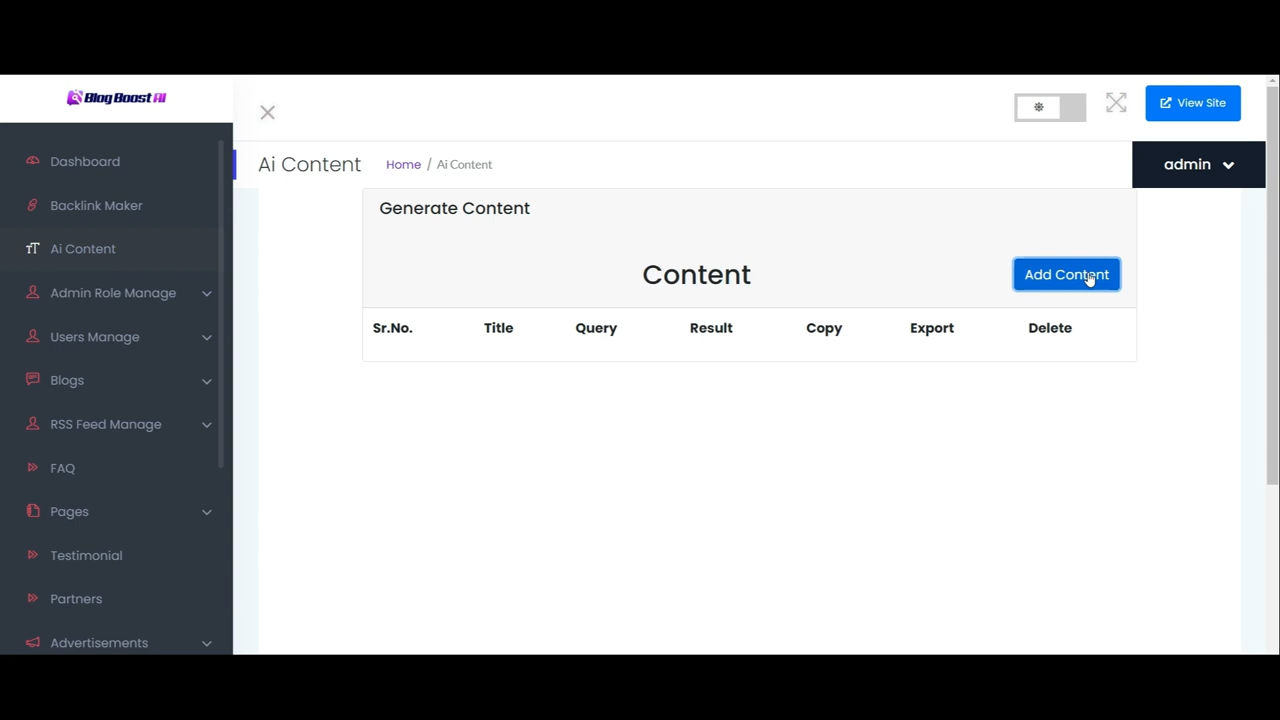 Blog Boost AI
View Site
Ai Content
Home / Ai Content
admin
Dashboard
Backlink Maker
Ai Content
Admin Role Manage
Users Manage
Blogs
RSS Feed Manage
FAQ
Pages
Testimonial
Partners
Advertisements
Generate Content
Content
Add Content
Sr.No. Title Query Result Copy Export Delete